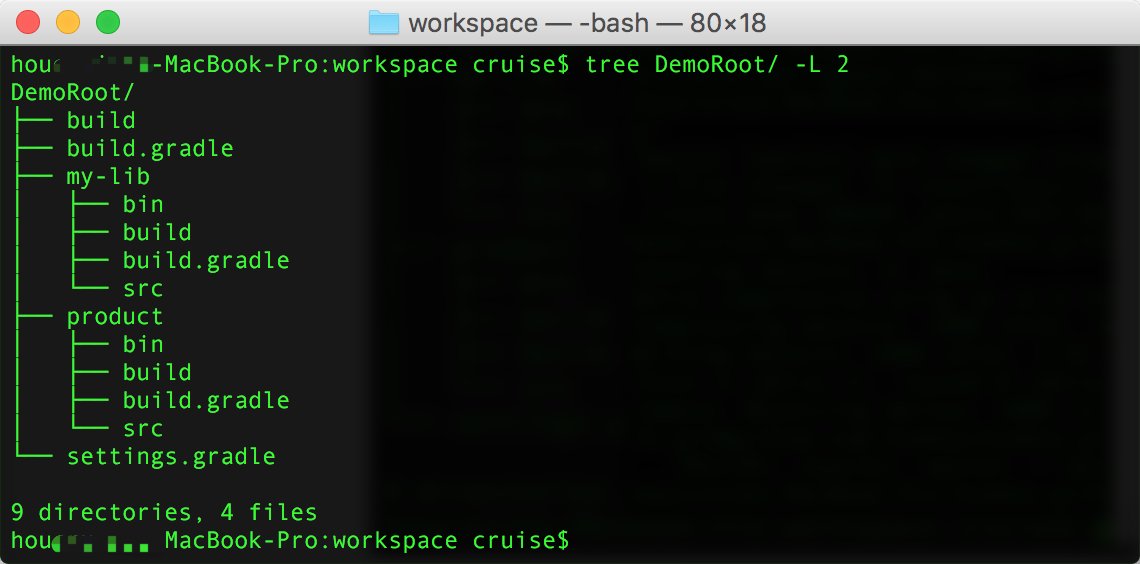 workspace — -bash — 80×18
hou -MacBook-Pro:workspace cruise$ tree DemoRoot/ -L 2
DemoRoot/
├── build
├── build.gradle
├── my-lib
│   ├── bin
│   ├── build
│   ├── build.gradle
│   └── src
├── product
│   ├── bin
│   ├── build
│   ├── build.gradle
│   └── src
└── settings.gradle
9 directories, 4 files
hou MacBook-Pro:workspace cruise$